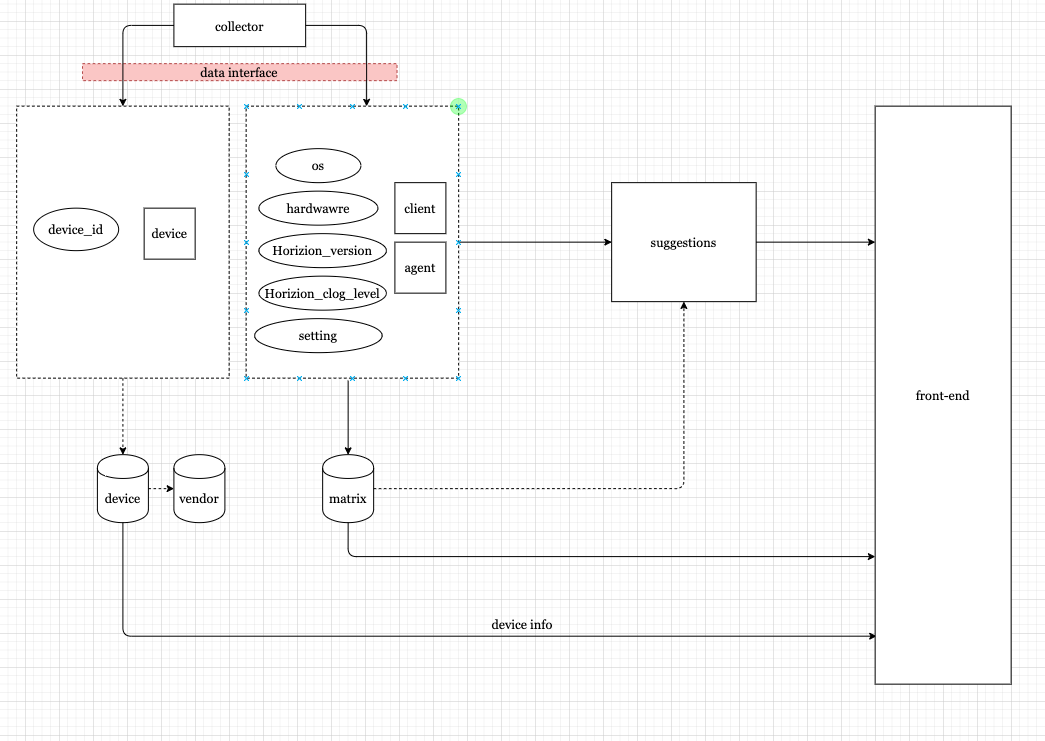 collector
data interface
os
hardwawre
client
device_id
device
Horizion_version
suggestions
agent
Horizion_clog_level
setting
front-end
device
vendor
matrix
device info